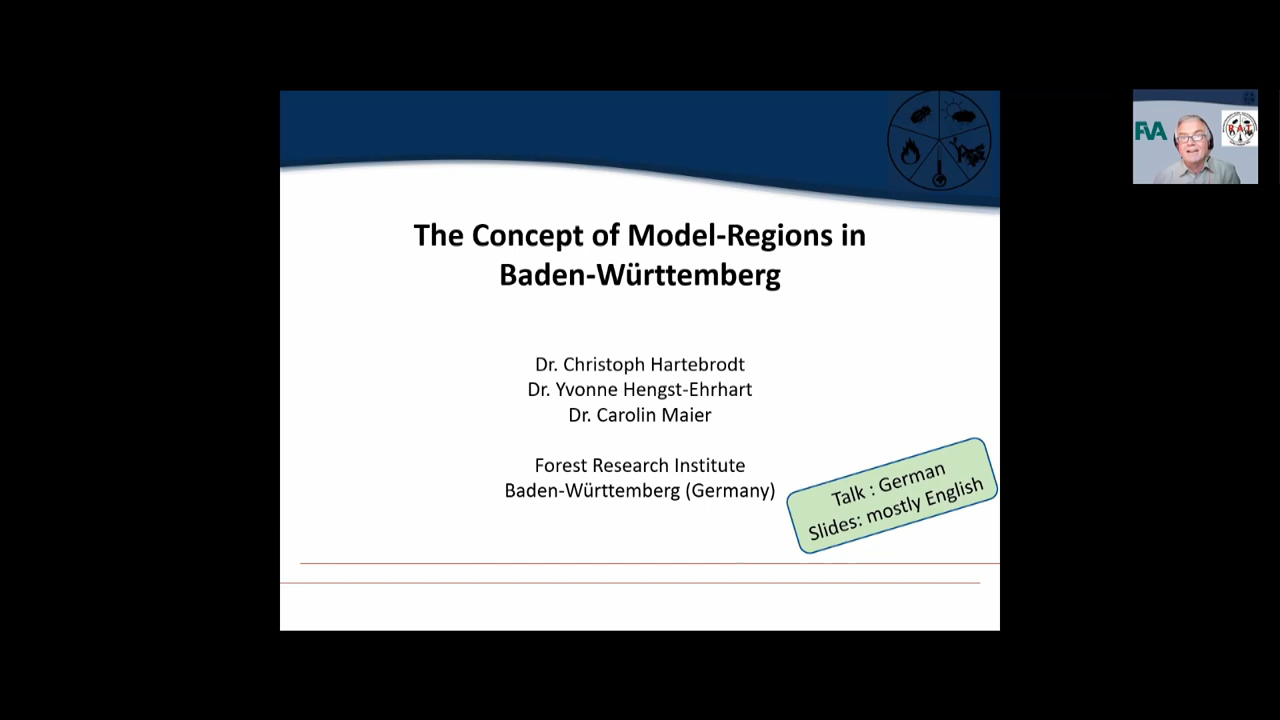 The Concept of Model-Regions in
Baden-Württemberg
Dr. Christoph Hartebrodt
Dr. Yvonne Hengst-Ehrhart
Dr. Carolin Maier
Forest Research Institute
Baden-Württemberg (Germany)
Talk : German
Slides: mostly English
FVA